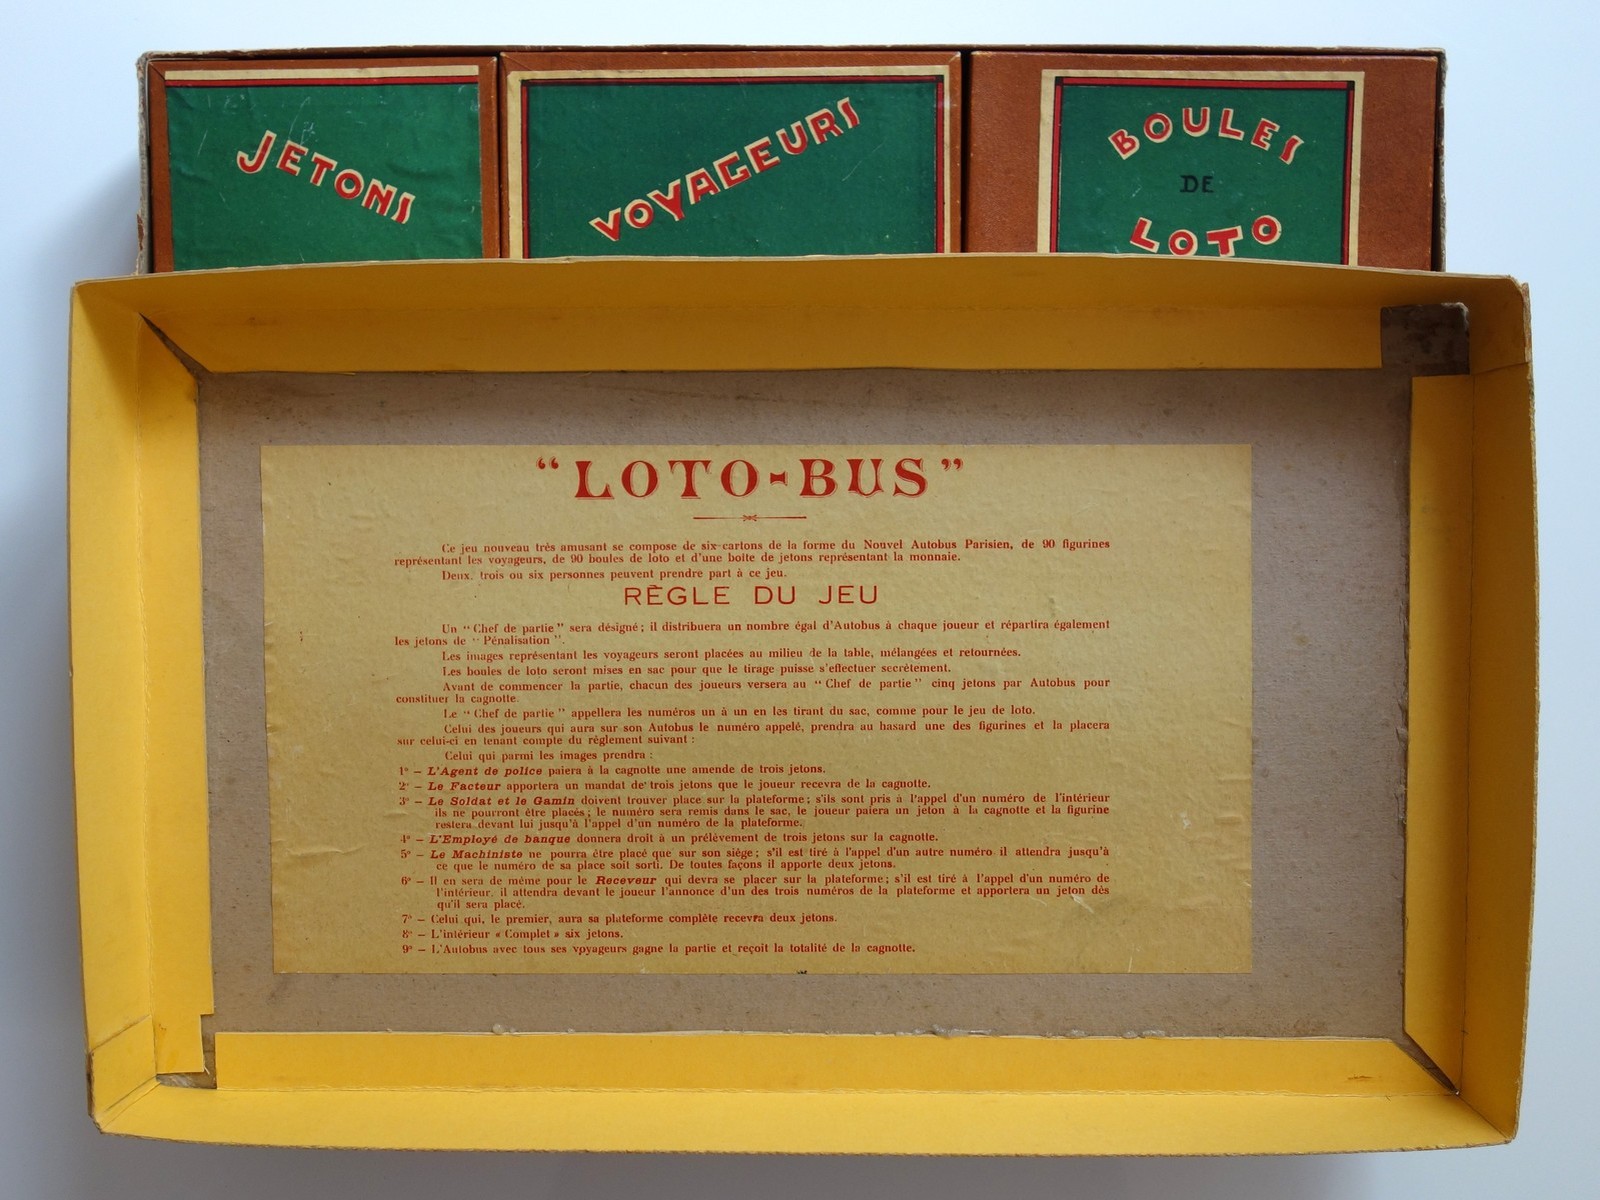 JETONS
VOYAGEURS
BOULES
DE
LOTO
“LOTO-BUS”
Ce jeu nouveau très amusant se compose de six cartons de la forme du Nouvel Autobus Parisien, de 90 figurines
représentant les voyageurs, de 90 boules de loto et d'une boîte de jetons représentant la monnaie.
Deux, trois ou six personnes peuvent prendre part à ce jeu.
RÈGLE DU JEU
Un “Chef de partie” sera désigné; il distribuera un nombre égal d'Autobus à chaque joueur et répartira également
les jetons de “Pénalisation”.
Les images représentant les voyageurs seront placées au milieu de la table, mélangées et retournées.
Les boules de loto seront mises en sac pour que le tirage puisse s'effectuer secrètement.
Avant de commencer la partie, chacun des joueurs versera au “Chef de partie” cinq jetons par Autobus pour
constituer la cagnotte.
Le “Chef de partie” appellera les numéros un à un en les tirant du sac, comme pour le jeu de loto.
Celui des joueurs qui aura sur son Autobus le numéro appelé, prendra au hasard une des figurines et la placera
sur celui-ci en tenant compte du règlement suivant :
Celui qui parmi les images prendra :
1° — L'Agent de police paiera à la cagnotte une amende de trois jetons.
2° — Le Facteur apportera un mandat de trois jetons que le joueur recevra de la cagnotte.
3° — Le Soldat et le Gamin doivent trouver place sur la plateforme; s'ils sont pris à l'appel d'un numéro de l'intérieur
ils ne pourront être placés; le numéro sera remis dans le sac, le joueur paiera un jeton à la cagnotte et la figurine
restera devant lui jusqu'à l'appel d'un numéro de la plateforme.
4° — L'Employé de banque donnera droit à un prélèvement de trois jetons sur la cagnotte.
5° — Le Machiniste ne pourra être placé que sur son siège; s'il est tiré à l'appel d'un autre numéro il attendra jusqu'à
ce que le numéro de sa place soit sorti. De toutes façons il apporte deux jetons.
6° — Il en sera de même pour le Receveur qui devra se placer sur la plateforme; s'il est tiré à l'appel d'un numéro de
l'intérieur, il attendra devant le joueur l'annonce d'un des trois numéros de la plateforme et apportera un jeton dès
qu'il sera placé.
7° — Celui qui, le premier, aura sa plateforme complète recevra deux jetons.
8° — L'intérieur « Complet » six jetons.
9° — L'Autobus avec tous ses voyageurs gagne la partie et reçoit la totalité de la cagnotte.